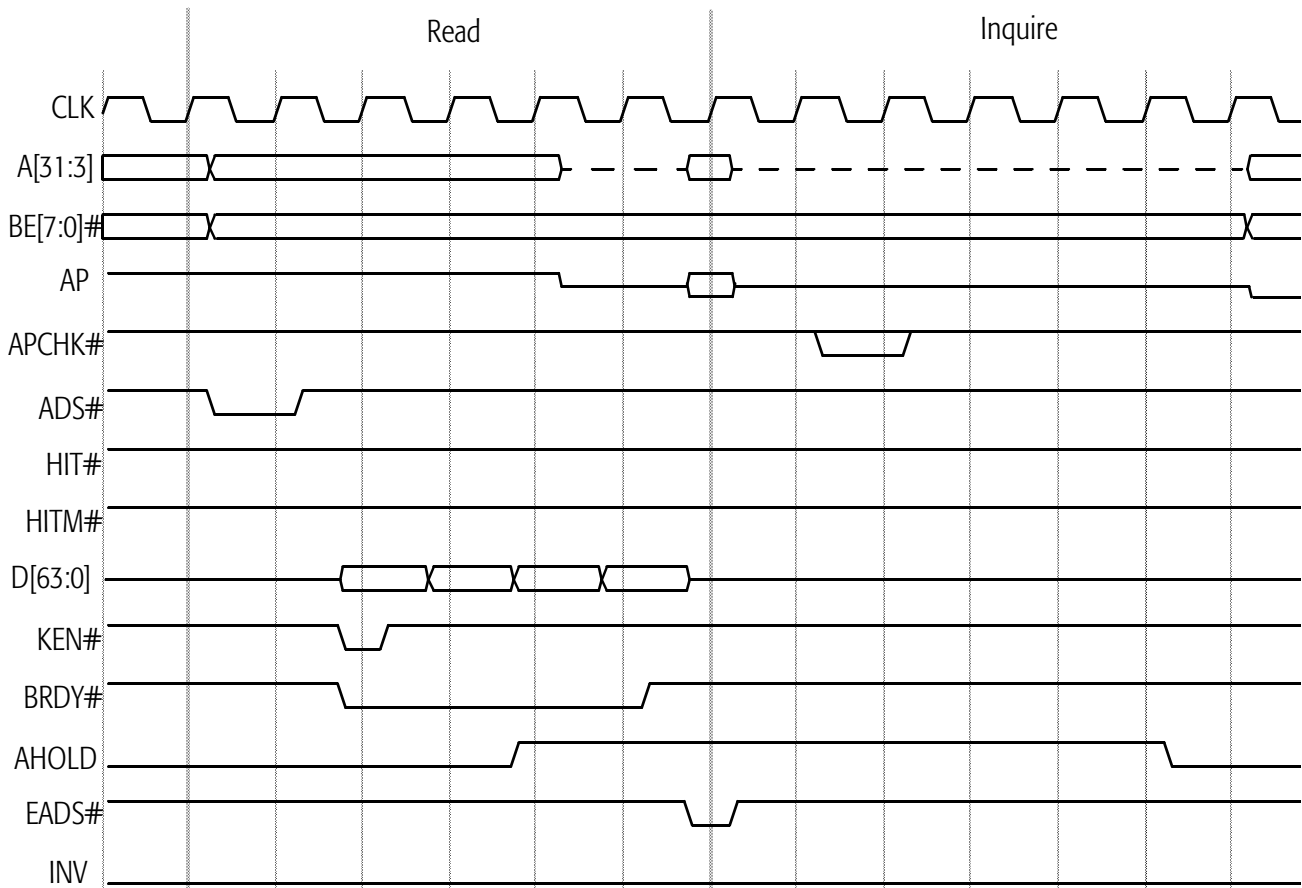 Read
Inquire
CLK
A[31:3]
BE[7:0]#
AP
APCHK#
ADS#
HIT#
HITM#
D[63:0]
KEN#
BRDY#
AHOLD
EADS#
INV